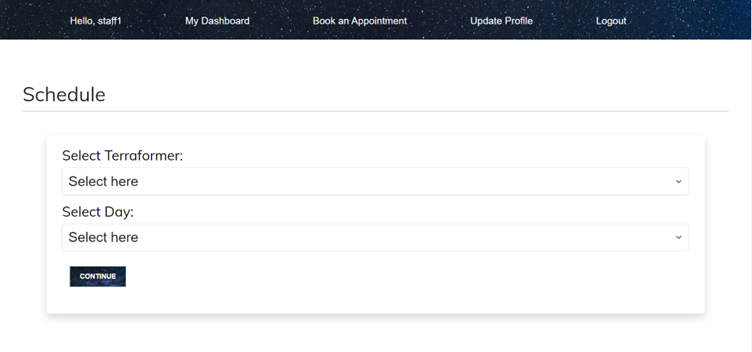 Hello, staff1 My Dashboard Book an Appointment Update Profile Logout
Schedule
Select Terraformer:
Select here
Select Day:
Select here
CONTINUE